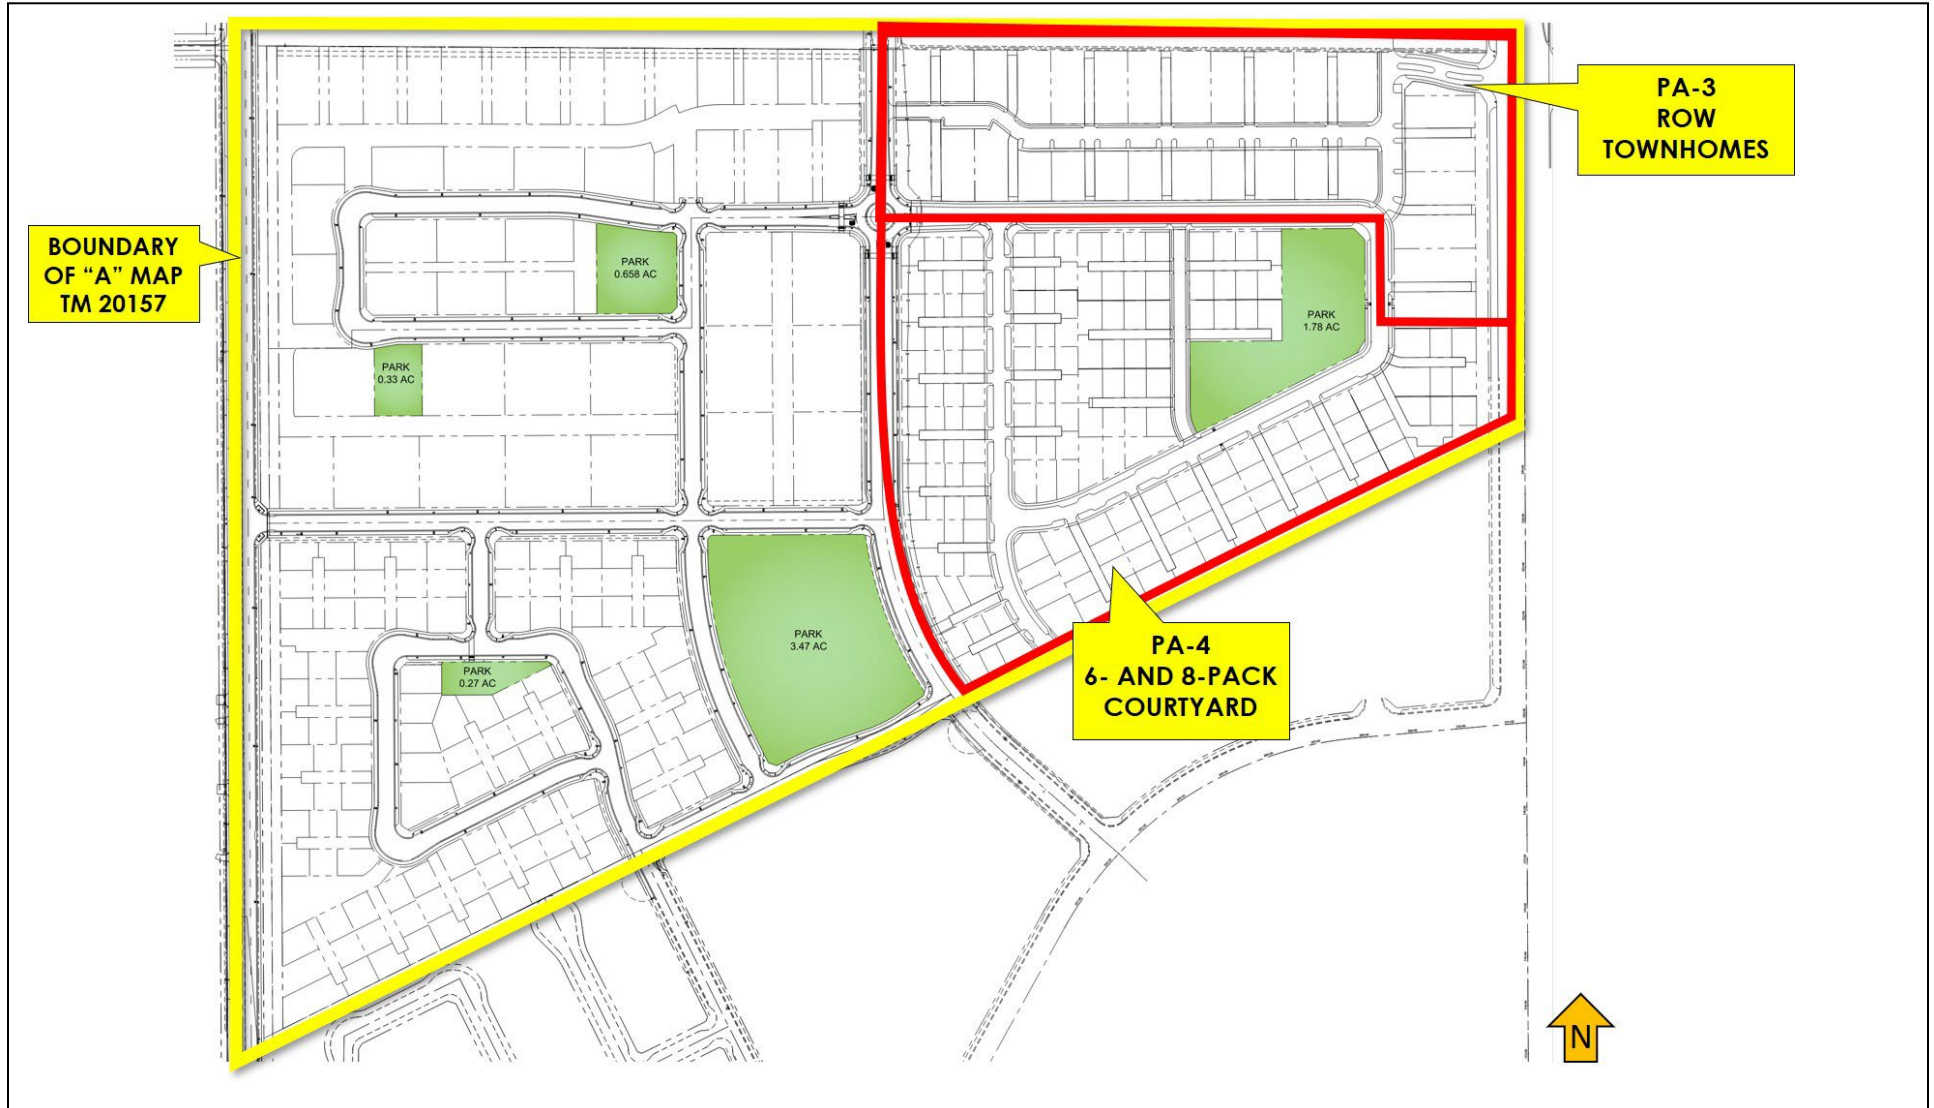 PA-3
ROW
TOWNHOMES
BOUNDARY
OF “A” MAP
TM 20157
PARK
0.658 AC
PARK
1.78 AC
PARK
0.33 AC
PARK
3.47 AC
PARK
0.27 AC
PA-4
6- AND 8-PACK
COURTYARD
N